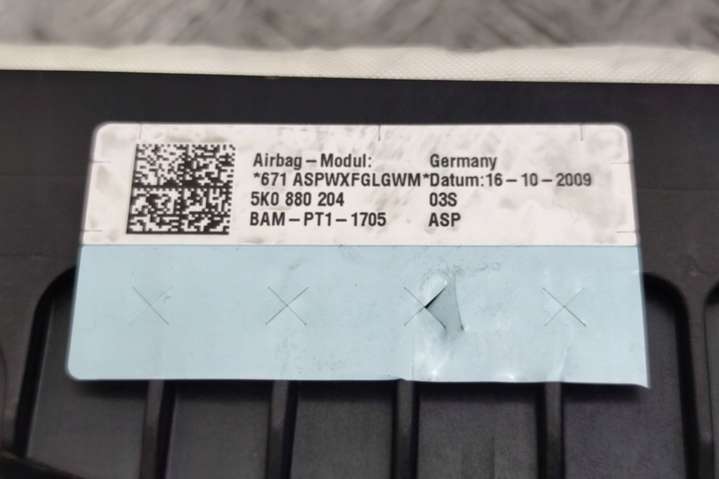 Airbag-Modul: Germany
*671 ASPWXFGLGWM*Datum:16-10-2009
5K0 880 204 03S
BAM-PT1-1705 ASP